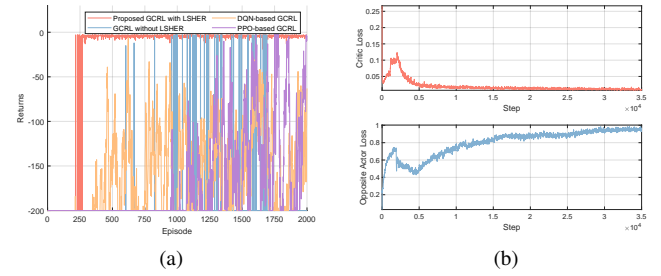 Proposed GCRL with LSHER
DQN-based GCRL
GCRL without LSHER
PPO-based GCRL
0
-50
-100
-150
-200
Returns
0 250 500 750 1000 1250 1500 1750 2000
Episode
(a)
0.25
0.2
0.15
0.1
0.05
Critic Loss
0 0.5 1 1.5 2 2.5 3 3.5
Step
×10⁴
1
0.8
0.6
0.4
0.2
0
Opposite Actor Loss
0 0.5 1 1.5 2 2.5 3 3.5
Step
×10⁴
(b)